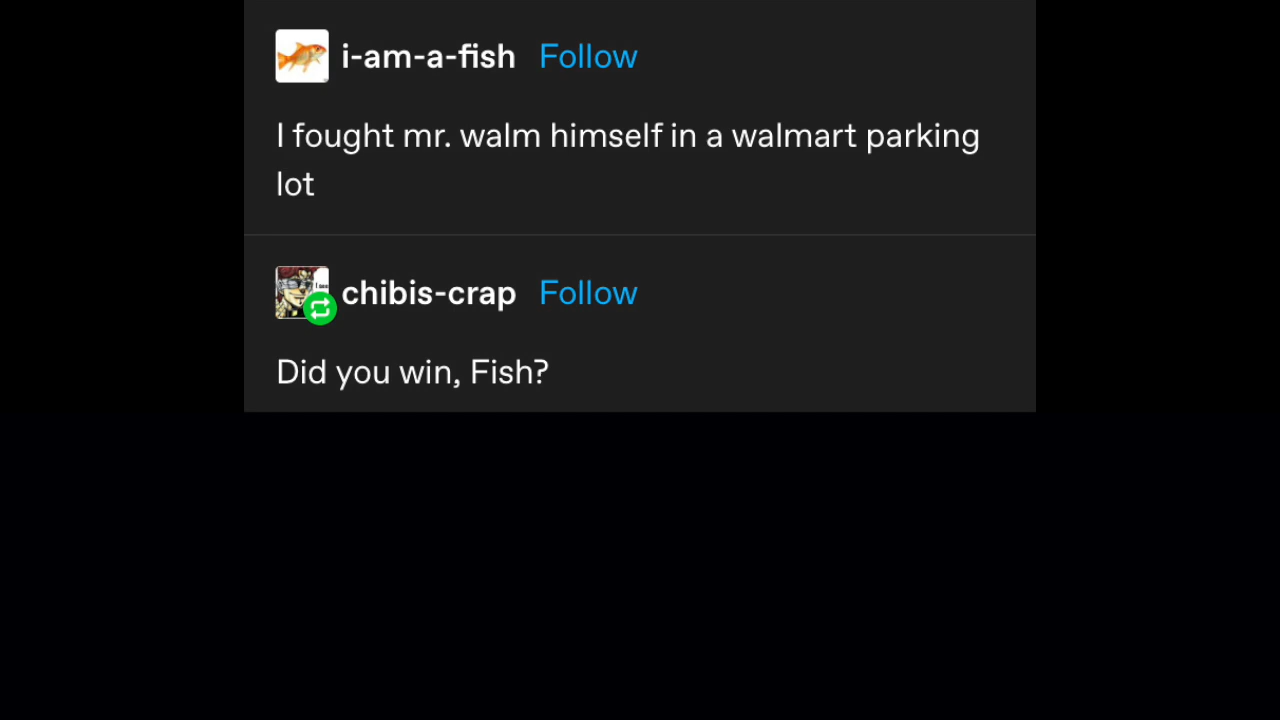 i-am-a-fish Follow
I fought mr. walm himself in a walmart parking
lot
chibis-crap Follow
Did you win, Fish?